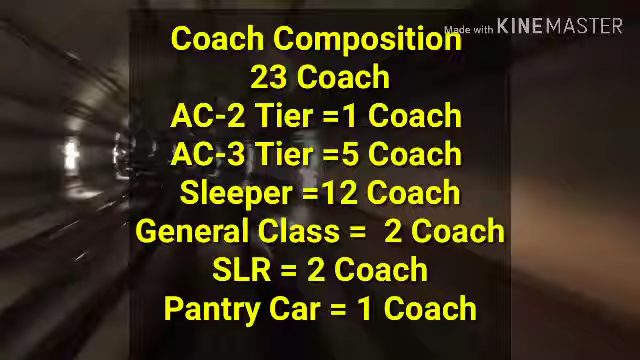 Made with KINEMASTER
Coach Composition
23 Coach
AC-2 Tier =1 Coach
AC-3 Tier =5 Coach
Sleeper =12 Coach
General Class =  2 Coach
SLR = 2 Coach
Pantry Car = 1 Coach